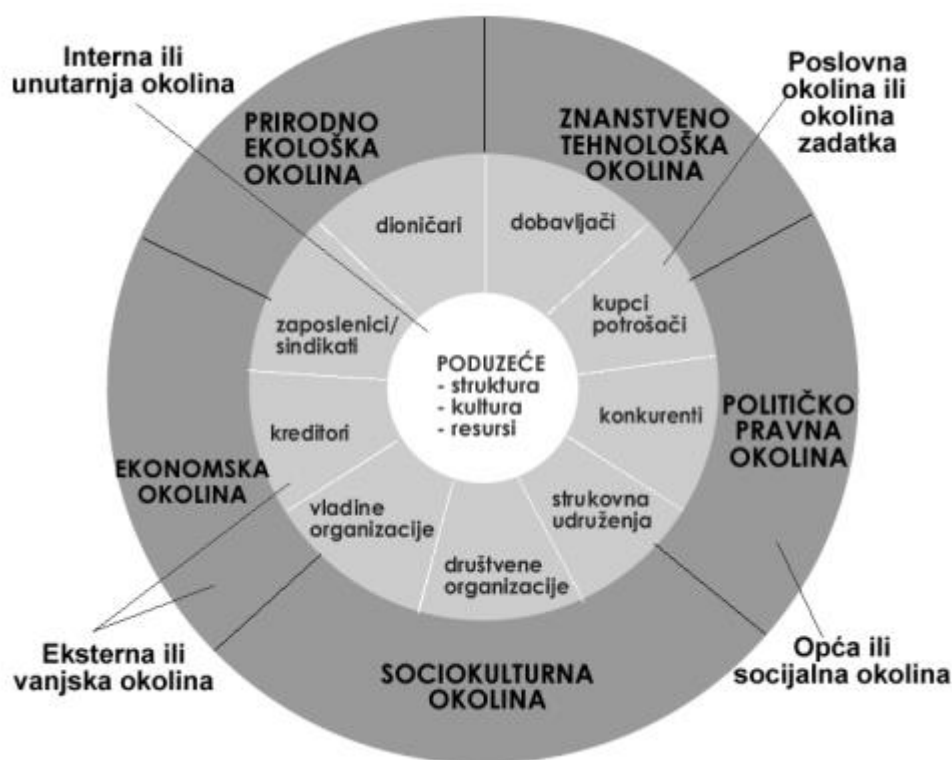 Interna ili
unutarnja okolina
Poslovna
okolina ili
okolina
zadatka
PRIRODNO
EKOLOŠKA
OKOLINA
ZNANSTVENO
TEHNOLOŠKA
OKOLINA
dioničari
dobavljači
zaposlenici/
sindikati
kupci
potrošači
PODUZEĆE
- struktura
- kultura
- resursi
kreditori
konkurenti
EKONOMSKA
OKOLINA
POLITIČKO
PRAVNA
OKOLINA
vladine
organizacije
strukovna
udruženja
društvene
organizacije
Eksterna ili
vanjska okolina
SOCIOKULTURNA
OKOLINA
Opća ili
socijalna okolina